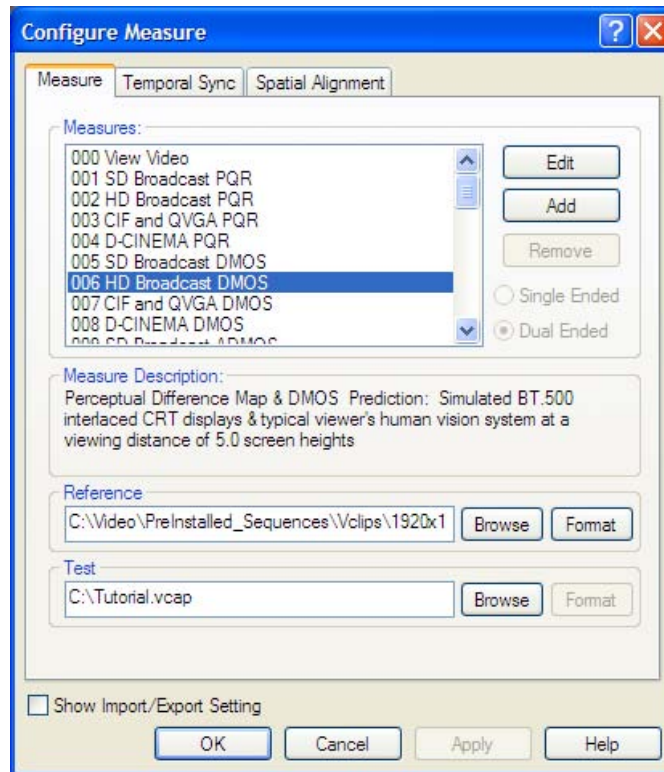 Configure Measure
Measure
Temporal Sync
Spatial Alignment
Measures:
000 View Video
001 SD Broadcast PQR
002 HD Broadcast PQR
003 CIF and QVGA PQR
004 D-CINEMA PQR
005 SD Broadcast DMOS
006 HD Broadcast DMOS
007 CIF and QVGA DMOS
008 D-CINEMA DMOS
009 SD Broadcast ADMOS
Edit
Add
Remove
Single Ended
Dual Ended
Measure Description:
Perceptual Difference Map & DMOS Prediction: Simulated BT.500
interlaced CRT displays & typical viewer's human vision system at a
viewing distance of 5.0 screen heights
Reference
C:\Video\PreInstalled_Sequences\Vclips\1920x1
Browse
Format
Test
C:\Tutorial.vcap
Browse
Format
Show Import/Export Setting
OK
Cancel
Apply
Help